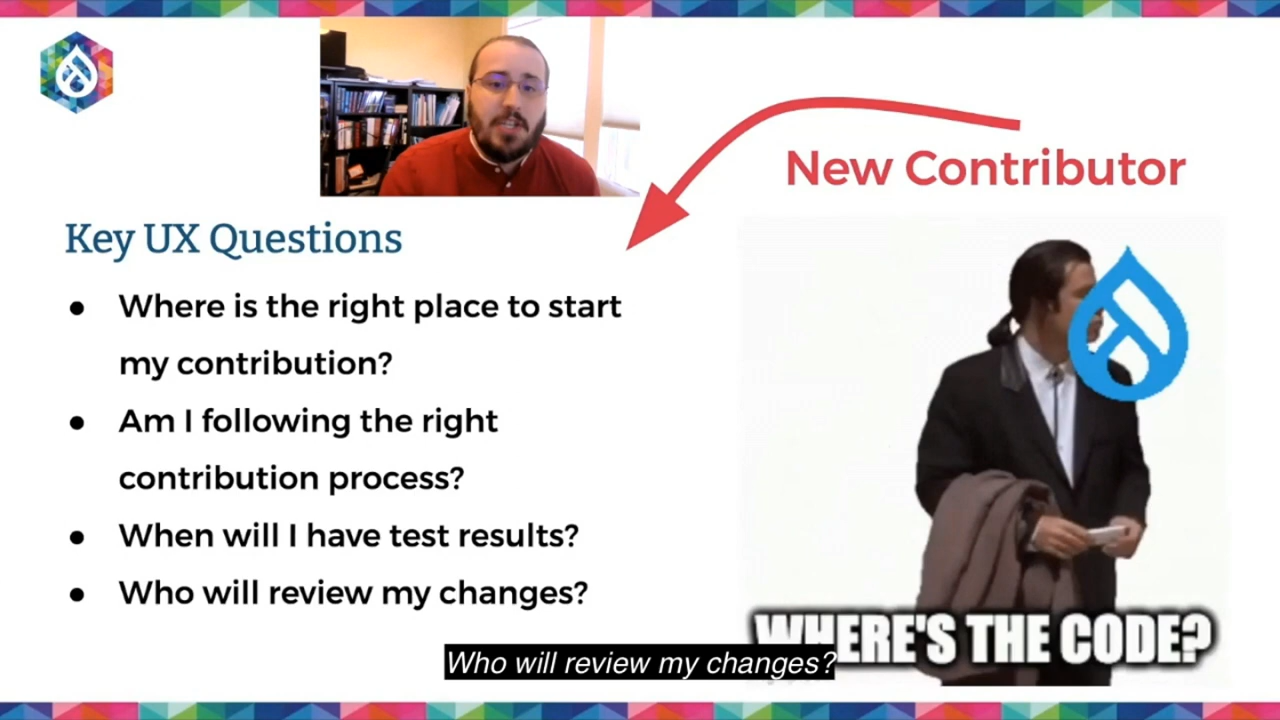 New Contributor
Key UX Questions
● Where is the right place to start
my contribution?
● Am I following the right
contribution process?
● When will I have test results?
● Who will review my changes?
WHERE'S THE CODE?
Who will review my changes?